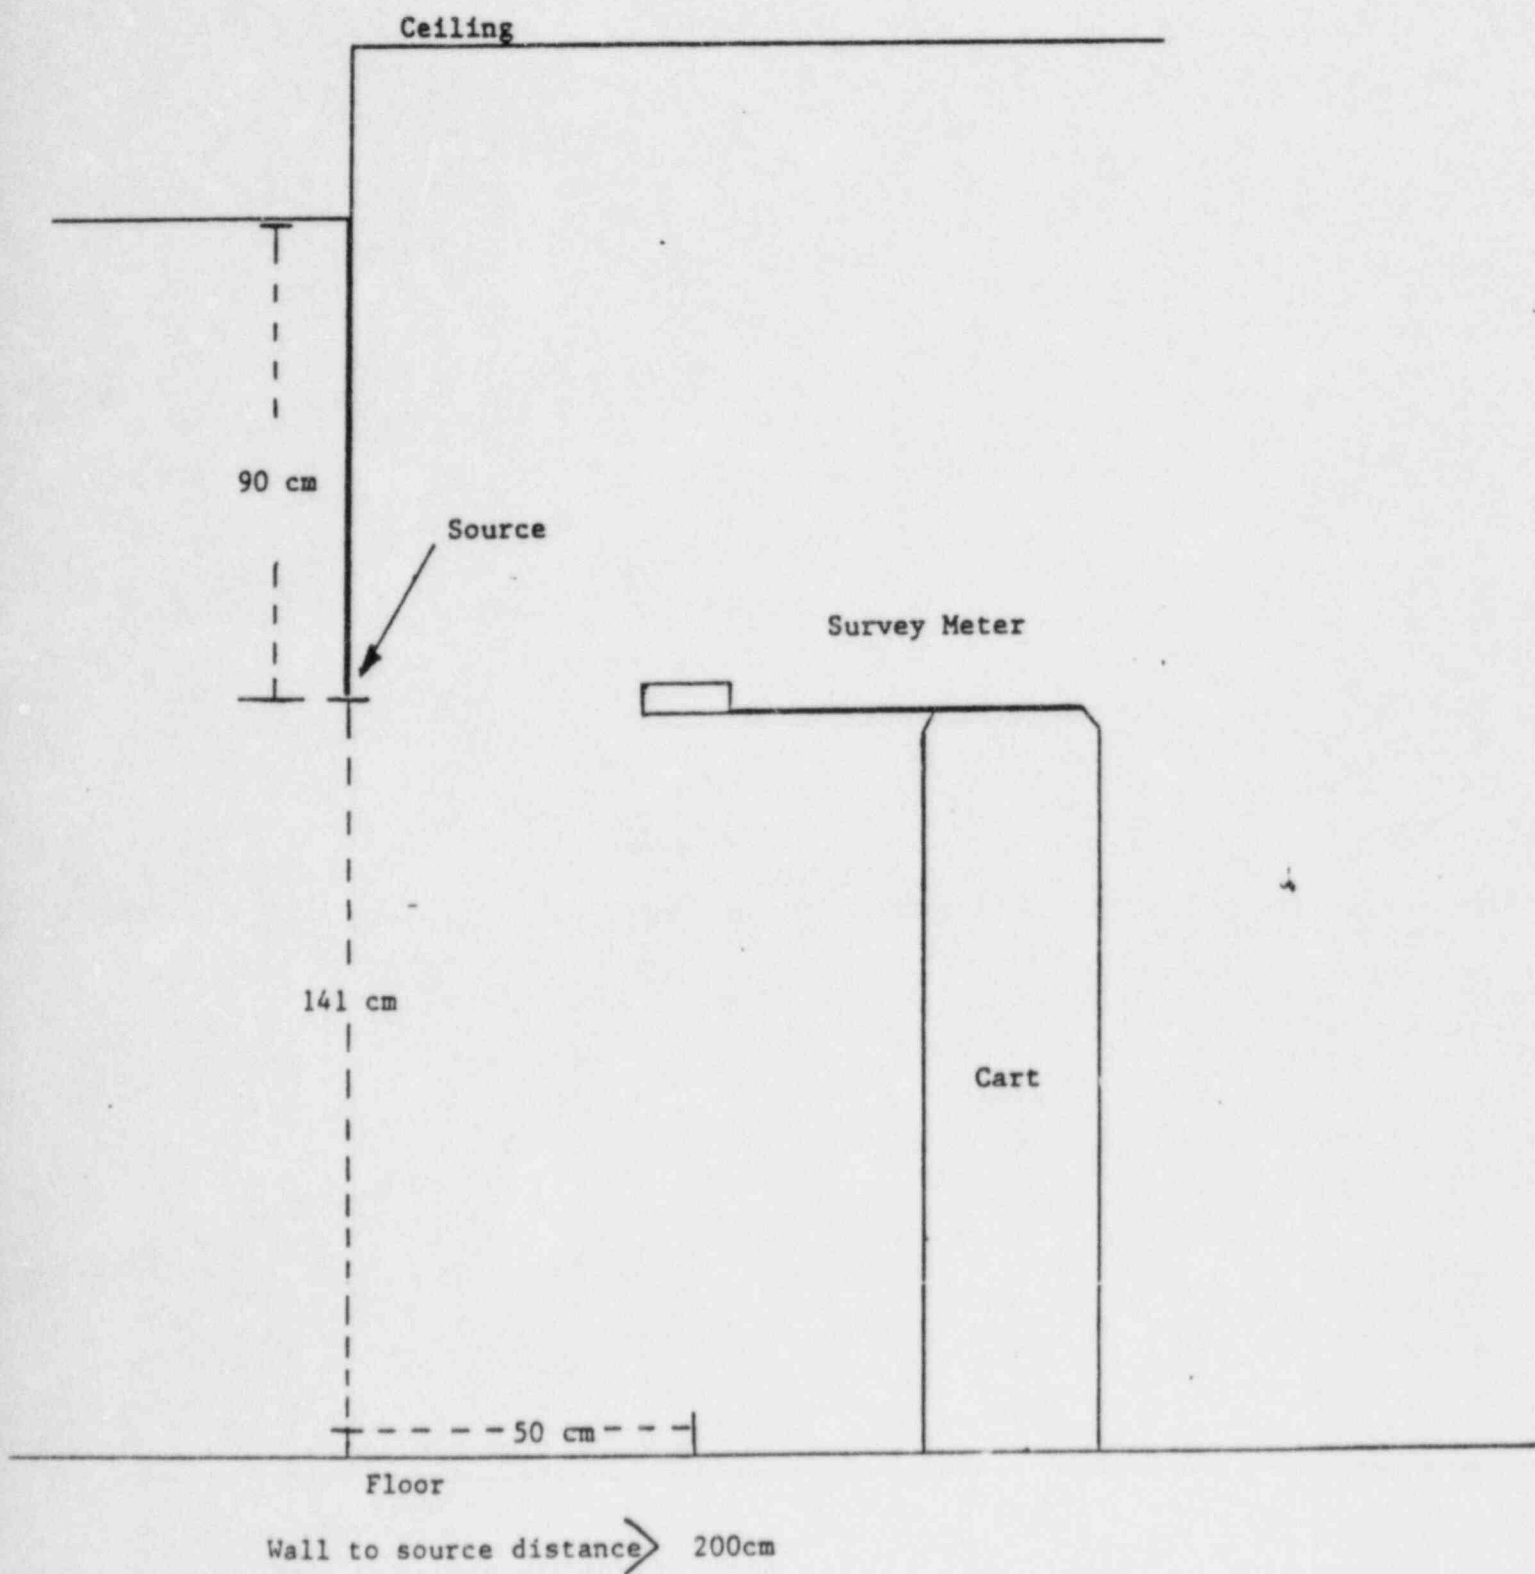 Ceiling
90 cm
Source
Survey Meter
141 cm
Cart
50 cm
Floor
Wall to source distance > 200cm